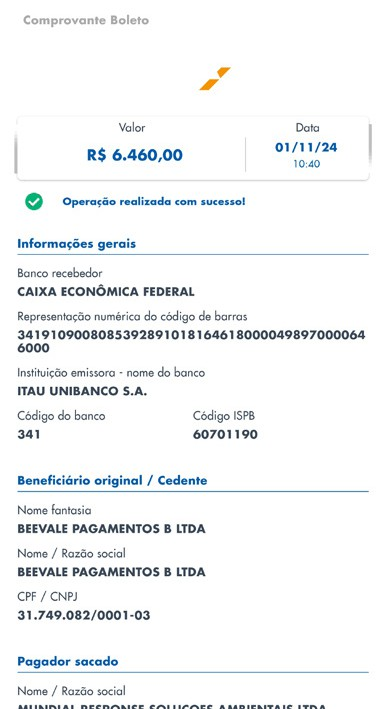 Comprovante Boleto
Valor
R$ 6.460,00
Data
01/11/24
10:40
Operação realizada com sucesso!
Informações gerais
Banco recebedor
CAIXA ECONÔMICA FEDERAL
Representação numérica do código de barras
3419109008085392891018164618000049897000064
6000
Instituição emissora - nome do banco
ITAU UNIBANCO S.A.
Código do banco
341
Código ISPB
60701190
Beneficiário original / Cedente
Nome fantasia
BEEVALE PAGAMENTOS B LTDA
Nome / Razão social
BEEVALE PAGAMENTOS B LTDA
CPF / CNPJ
31.749.082/0001-03
Pagador sacado
Nome / Razão social
MUNDIAL RESPONSE SOLUCOES AMBIENTAIS LTDA